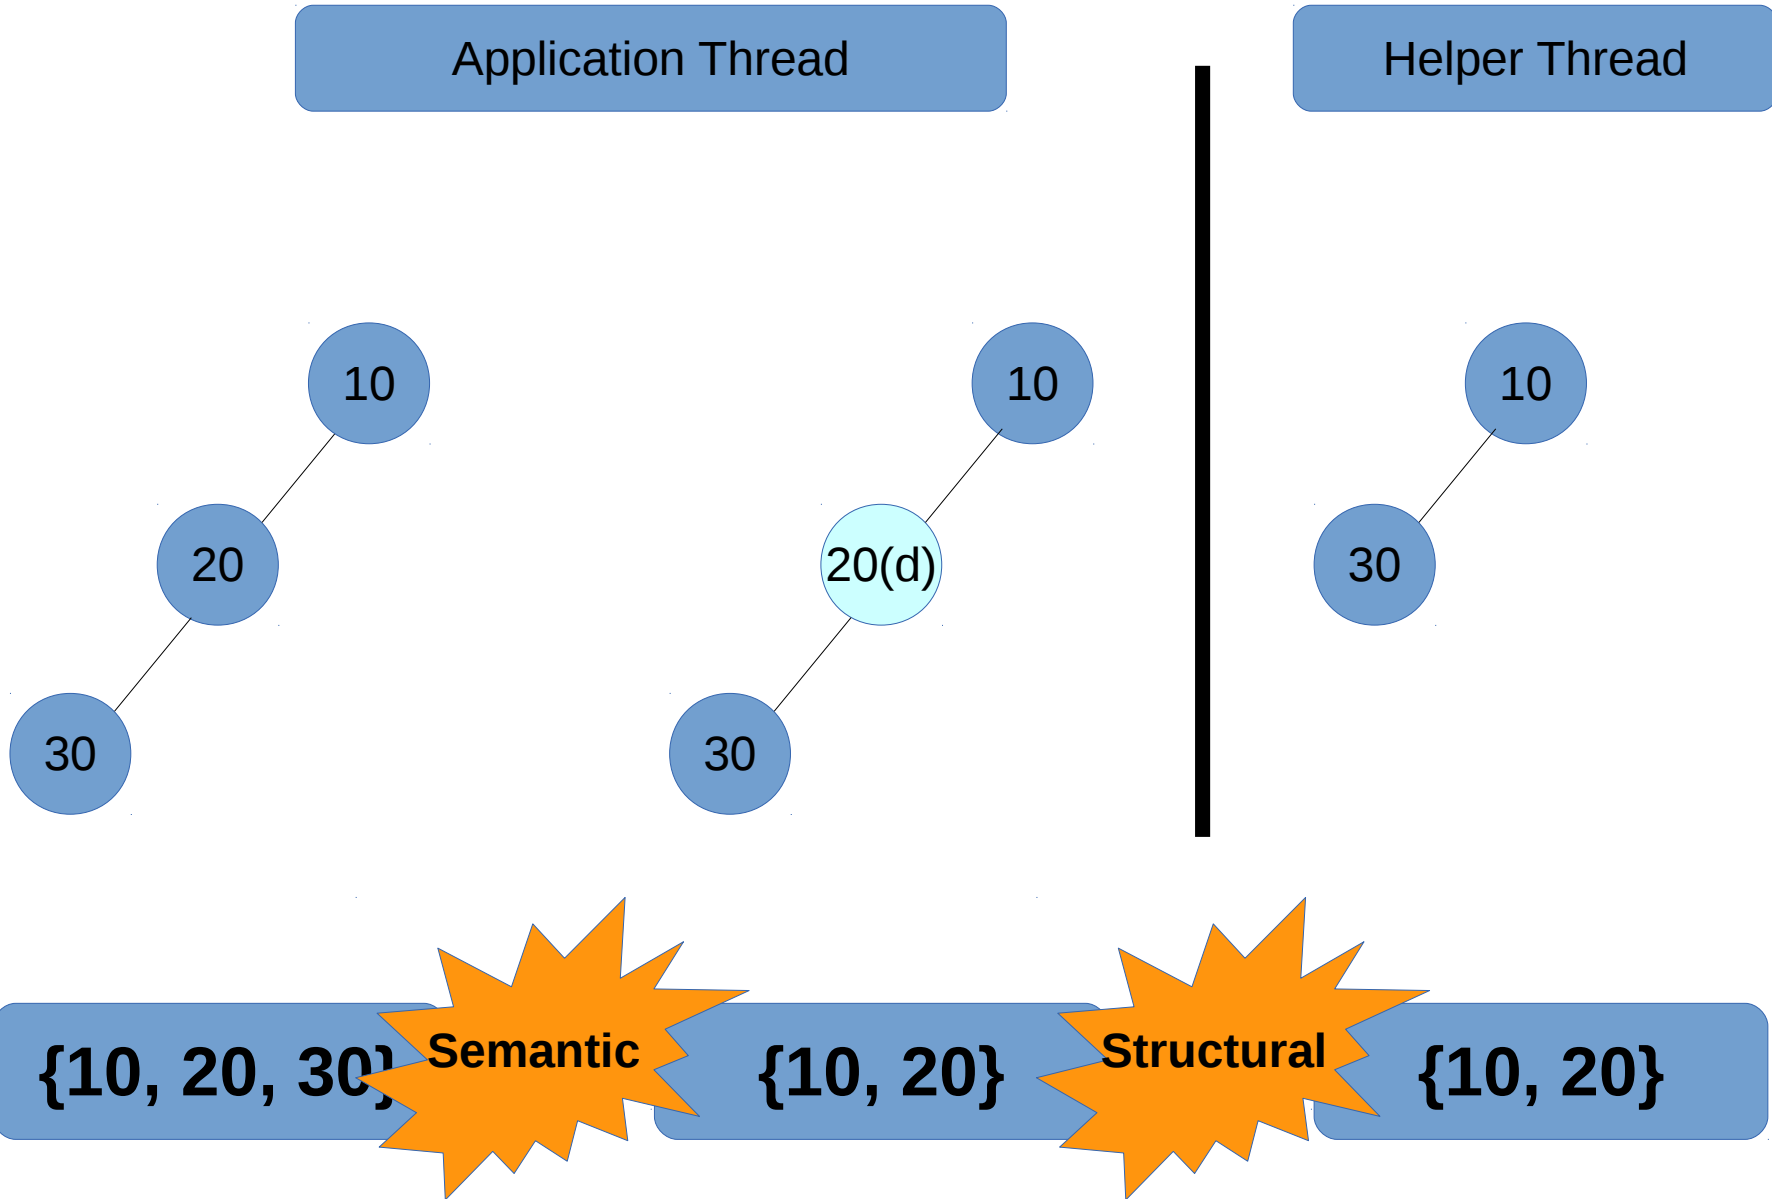 Application Thread
Helper Thread
10
10
10
20
20(d)
30
30
30
{10, 20, 30}
Semantic
{10, 20}
Structural
{10, 20}